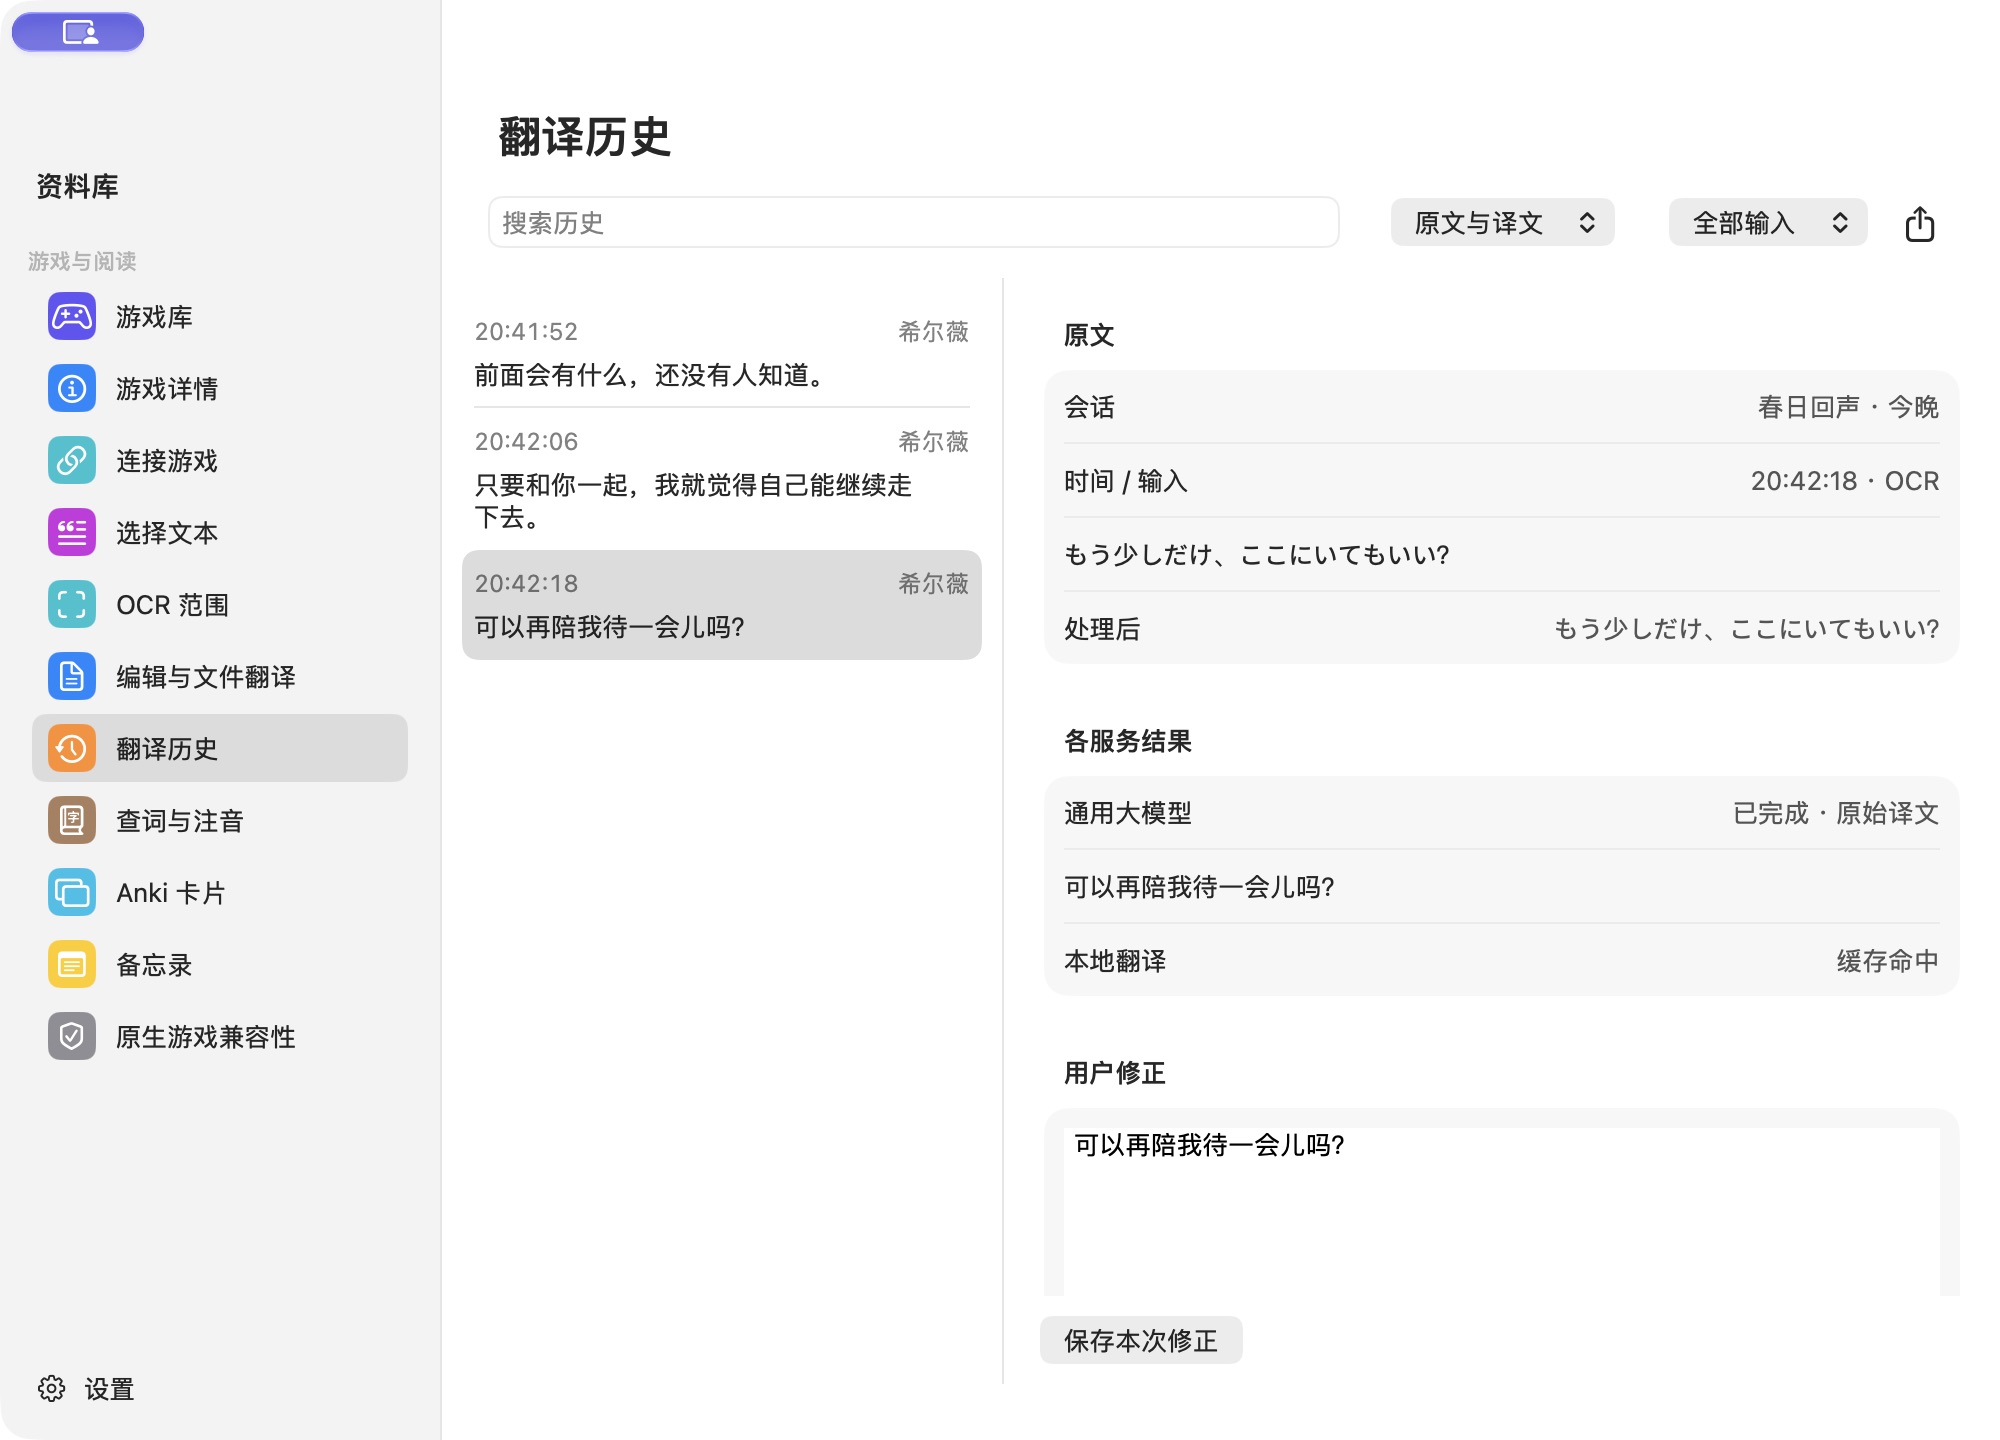 资料库
游戏与阅读
游戏库
游戏详情
连接游戏
选择文本
OCR 范围
编辑与文件翻译
翻译历史
查词与注音
Anki 卡片
备忘录
原生游戏兼容性
设置
翻译历史
搜索历史
原文与译文
全部输入
20:41:52 希尔薇
前面会有什么，还没有人知道。
20:42:06 希尔薇
只要和你一起，我就觉得自己能继续走
下去。
20:42:18 希尔薇
可以再陪我待一会儿吗?
原文
会话 春日回声 · 今晚
时间 / 输入 20:42:18 · OCR
もう少しだけ、ここにいてもいい?
处理后 もう少しだけ、ここにいてもいい?
各服务结果
通用大模型 已完成 · 原始译文
可以再陪我待一会儿吗?
本地翻译 缓存命中
用户修正
可以再陪我待一会儿吗?
保存本次修正